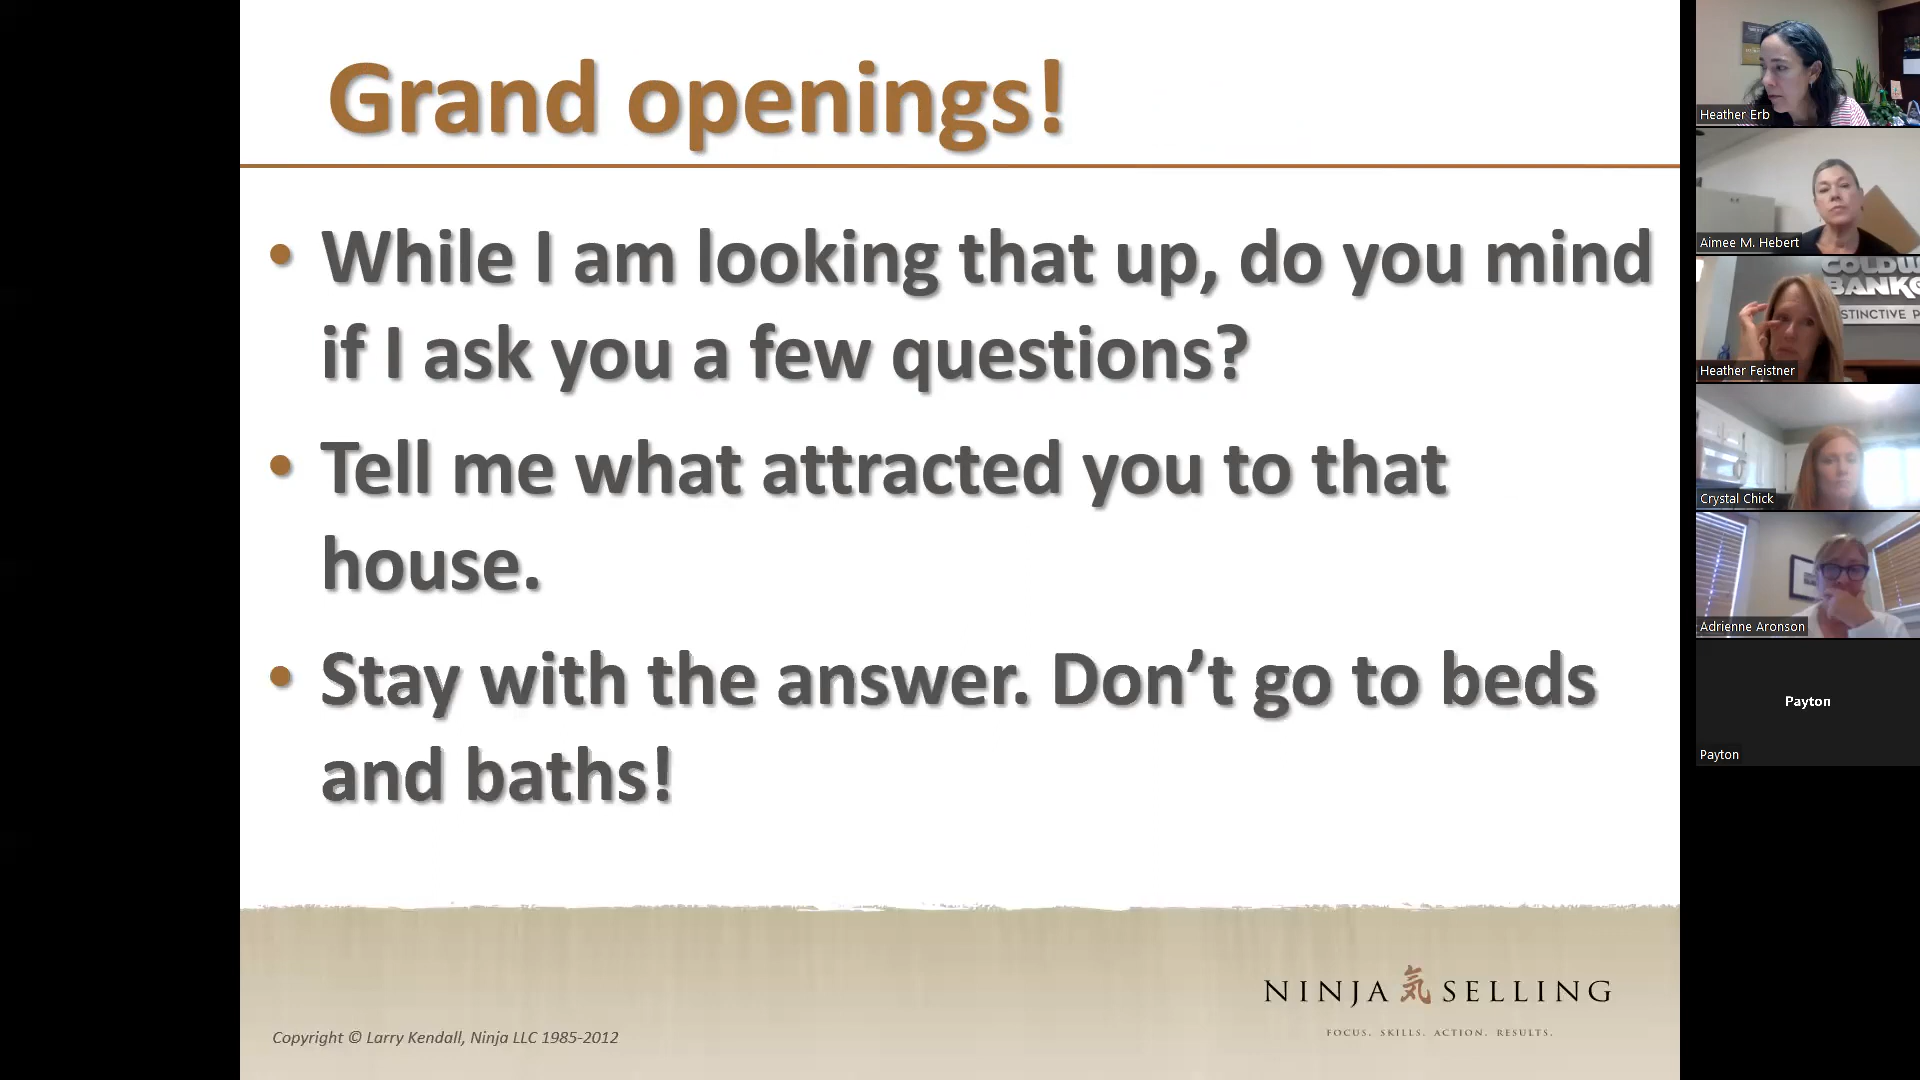 Grand openings!
• While I am looking that up, do you mind
if I ask you a few questions?
• Tell me what attracted you to that
house.
• Stay with the answer. Don’t go to beds
and baths!
NINJA 気 SELLING
FOCUS. SKILLS. ACTION. RESULTS.
Copyright © Larry Kendall, Ninja LLC 1985-2012
Heather Erb
Aimee M. Hebert
COLDW
BANKE
STINCTIVE P
Heather Feistner
Crystal Chick
Adrienne Aronson
Payton
Payton